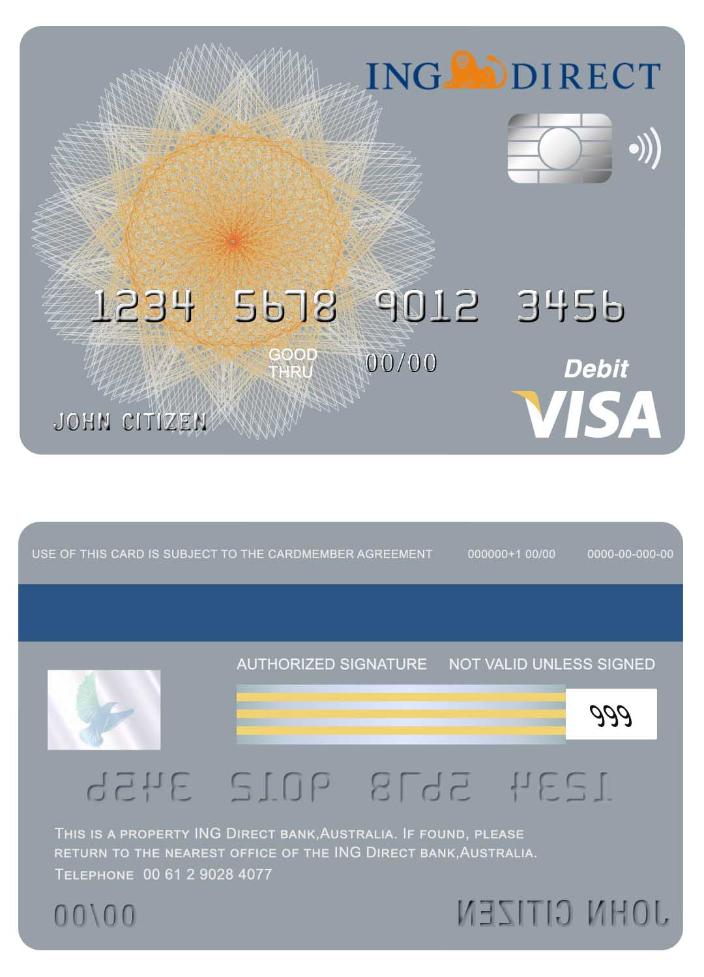 ING DIRECT
1234 5678 9012 3456
GOOD THRU 00/00
Debit
VISA
JOHN CITIZEN
USE OF THIS CARD IS SUBJECT TO THE CARDMEMBER AGREEMENT 000000+1 00/00 0000-00-000-00
AUTHORIZED SIGNATURE NOT VALID UNLESS SIGNED
999
1234 5678 9012 3456
THIS IS A PROPERTY ING DIRECT BANK,AUSTRALIA. IF FOUND, PLEASE
RETURN TO THE NEAREST OFFICE OF THE ING DIRECT BANK,AUSTRALIA.
TELEPHONE 00 61 2 9028 4077
00/00 JOHN CITIZEN